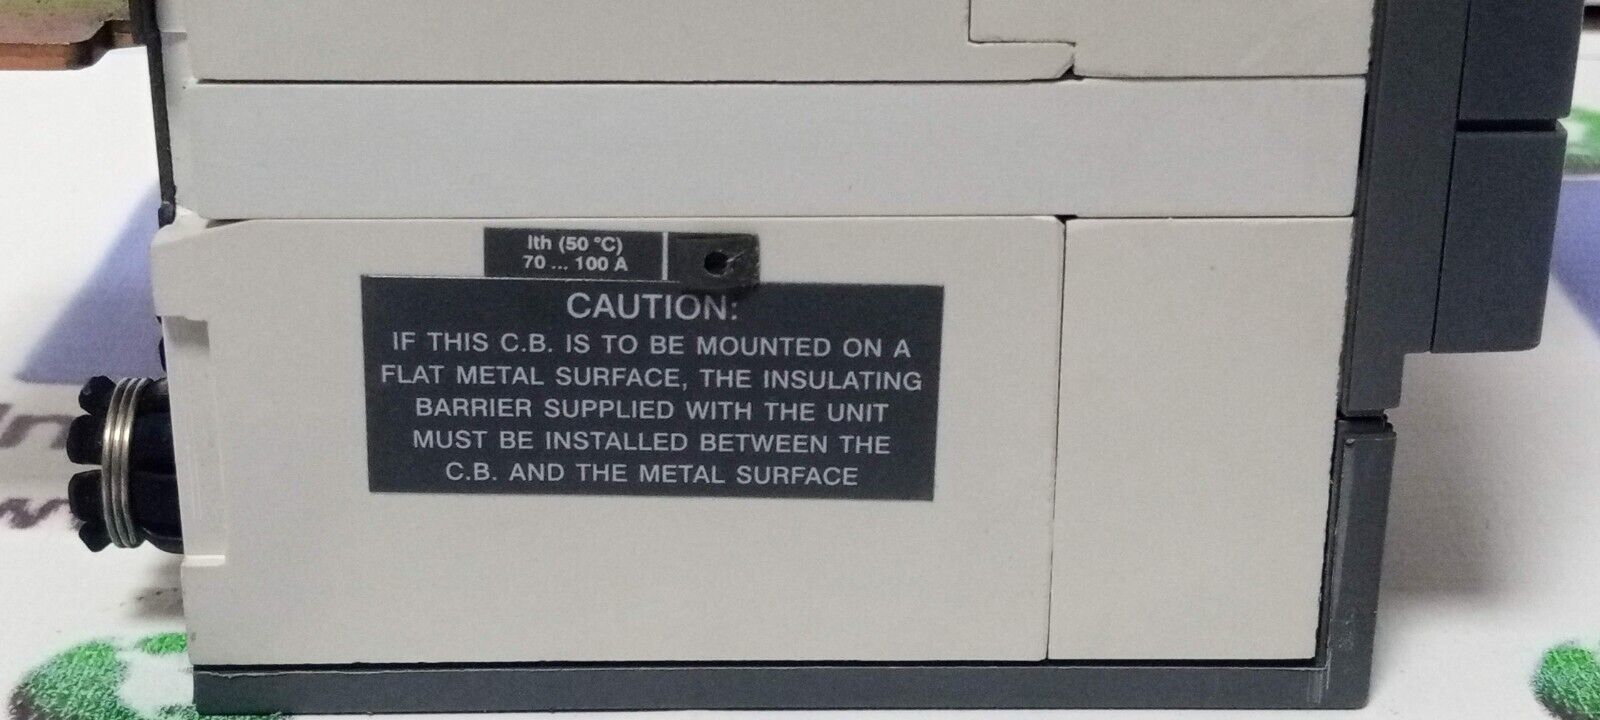 Ith (50 °C)
70 ... 100 A
CAUTION:
IF THIS C.B. IS TO BE MOUNTED ON A
FLAT METAL SURFACE, THE INSULATING
BARRIER SUPPLIED WITH THE UNIT
MUST BE INSTALLED BETWEEN THE
C.B. AND THE METAL SURFACE